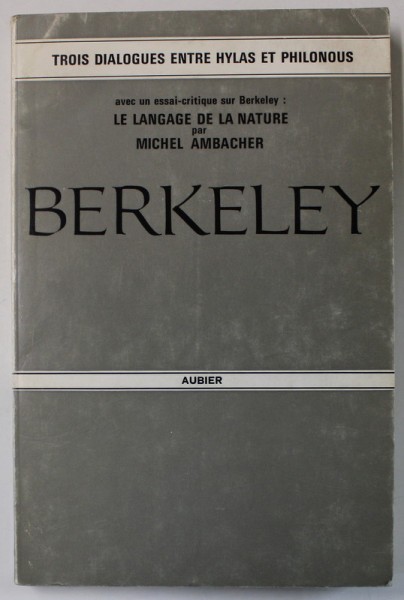 TROIS DIALOGUES ENTRE HYLAS ET PHILONOUS
avec un essai-critique sur Berkeley :
LE LANGAGE DE LA NATURE
par
MICHEL AMBACHER
BERKELEY
AUBIER